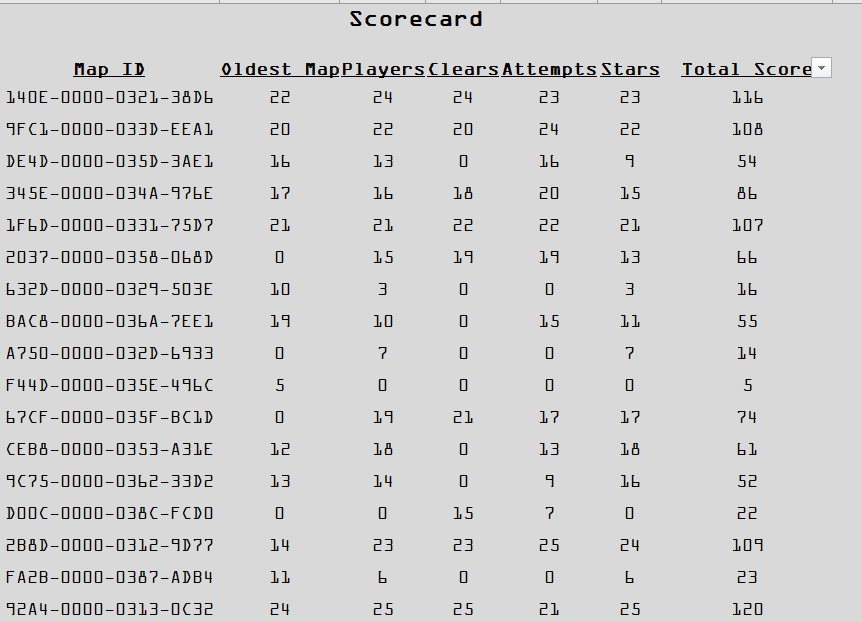 Scorecard
Map ID Oldest Map Players Clears Attempts Stars Total Score
140E-0000-0321-38D6 22 24 24 23 23 116
9FC1-0000-033D-EEA1 20 22 20 24 22 108
DE4D-0000-035D-3AE1 16 13 0 16 9 54
345E-0000-034A-976E 17 16 18 20 15 86
1F6D-0000-0331-75D7 21 21 22 22 21 107
2037-0000-0358-068D 0 15 19 19 13 66
632D-0000-0329-503E 10 3 0 0 3 16
BAC8-0000-036A-7EE1 19 10 0 15 11 55
A750-0000-032D-6933 0 7 0 0 7 14
F44D-0000-035E-496C 5 0 0 0 0 5
67CF-0000-035F-BC1D 0 19 21 17 17 74
CEB8-0000-0353-A31E 12 18 0 13 18 61
9C75-0000-0362-33D2 13 14 0 9 16 52
D00C-0000-038C-FCD0 0 0 15 7 0 22
2B8D-0000-0312-9D77 14 23 23 25 24 109
FA2B-0000-0387-ADB4 11 6 0 0 6 23
92A4-0000-0313-0C32 24 25 25 21 25 120